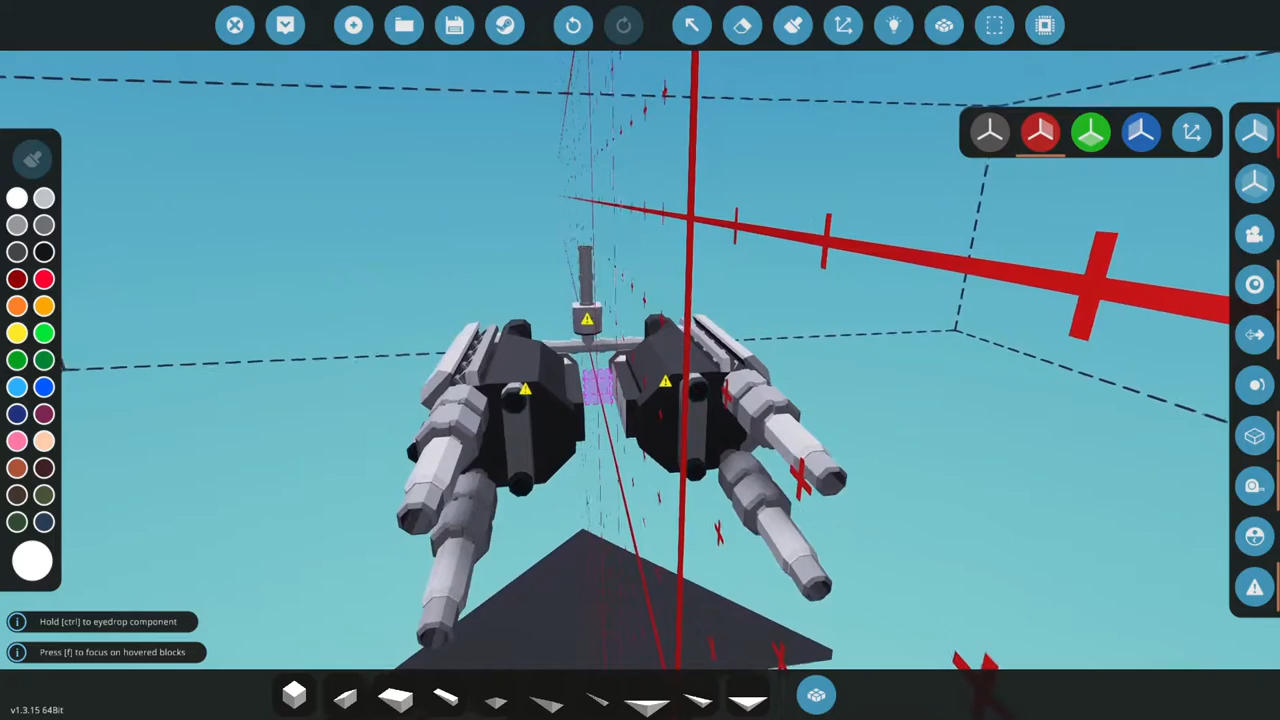 Hold [ctrl] to eyedrop component
Press [f] to focus on hovered blocks
v1.3.15 64Bit